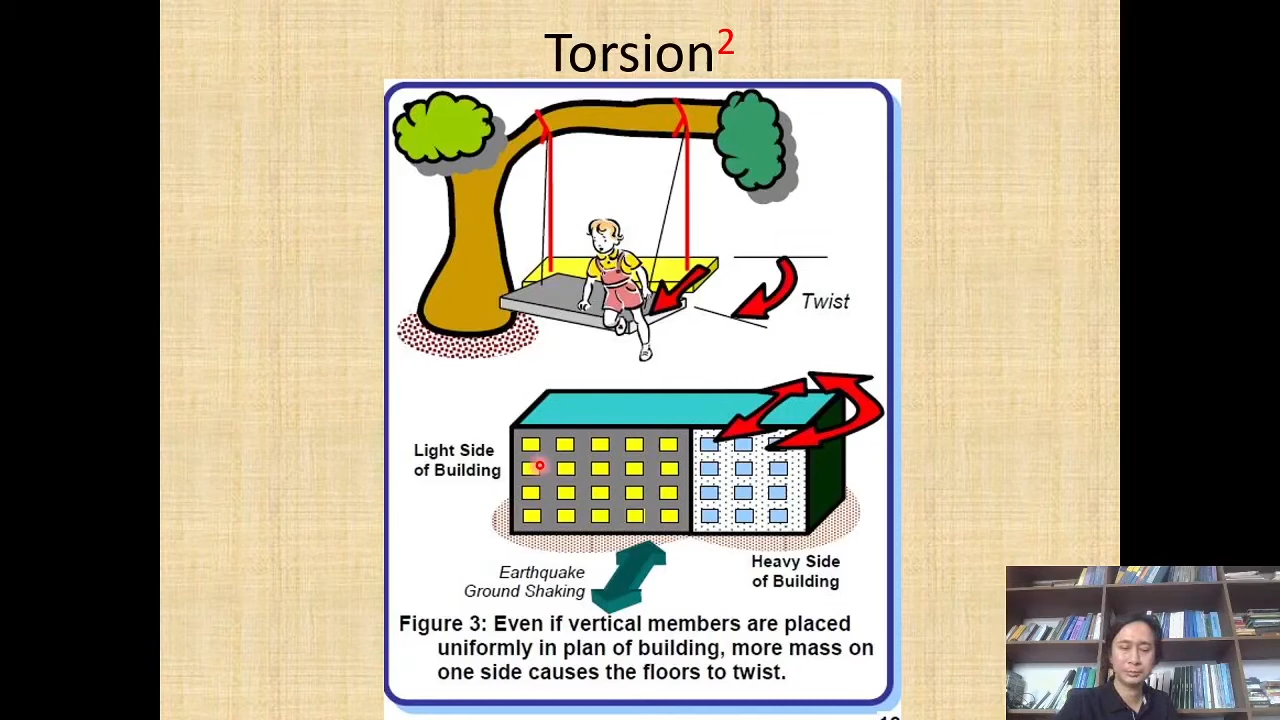 Torsion²
Twist
Light Side
of Building
Heavy Side
of Building
Earthquake
Ground Shaking
Figure 3: Even if vertical members are placed
uniformly in plan of building, more mass on
one side causes the floors to twist.